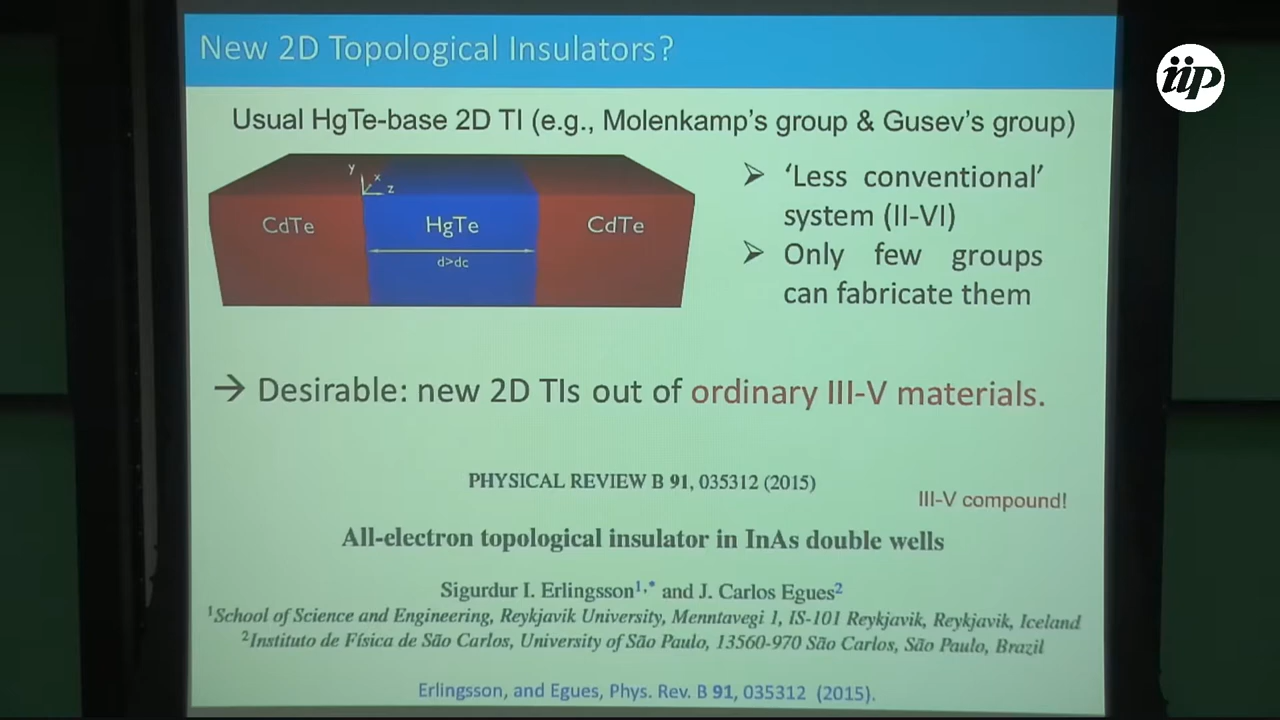 New 2D Topological Insulators?
iip
Usual HgTe-base 2D TI (e.g., Molenkamp's group & Gusev's group)
y
x
z
CdTe
HgTe
CdTe
d>dc
➢ 'Less conventional'
system (II-VI)
➢ Only few groups
can fabricate them
→ Desirable: new 2D TIs out of ordinary III-V materials.
PHYSICAL REVIEW B 91, 035312 (2015)
III-V compound!
All-electron topological insulator in InAs double wells
Sigurdur I. Erlingsson1,* and J. Carlos Egues2
1School of Science and Engineering, Reykjavik University, Menntavegi 1, IS-101 Reykjavik, Reykjavik, Iceland
2Instituto de Física de São Carlos, University of São Paulo, 13560-970 São Carlos, São Paulo, Brazil
Erlingsson, and Egues, Phys. Rev. B 91, 035312 (2015).